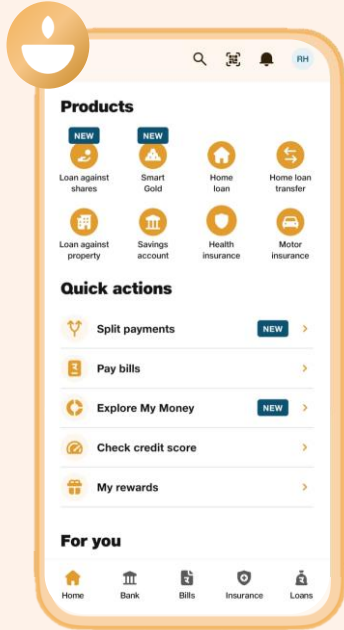 RH
Products
NEW NEW
Loan against shares
Smart Gold
Home loan
Home loan transfer
Loan against property
Savings account
Health insurance
Motor insurance
Quick actions
Split payments NEW
Pay bills
Explore My Money NEW
Check credit score
My rewards
For you
Home Bank Bills Insurance Loans